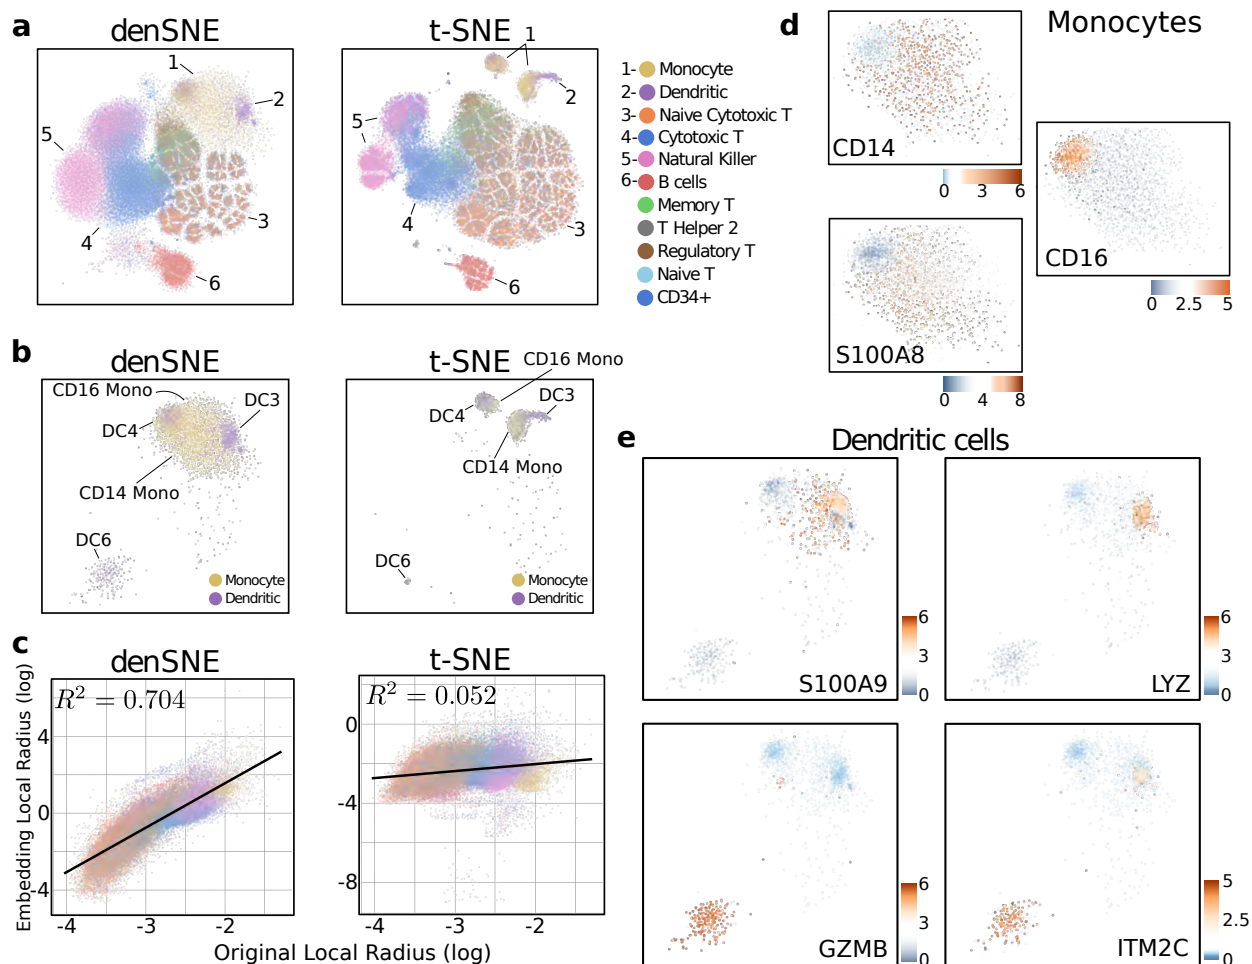 a
denSNE
t-SNE
1
2
3
4
5
6
1
2
3
4
5
6
1- Monocyte
2- Dendritic
3- Naive Cytotoxic T
4- Cytotoxic T
5- Natural Killer
6- B cells
Memory T
T Helper 2
Regulatory T
Naive T
CD34+
b
denSNE
t-SNE
CD16 Mono
DC3
DC4
CD14 Mono
DC6
Monocyte
Dendritic
CD16 Mono
DC3
DC4
CD14 Mono
DC6
Monocyte
Dendritic
c
denSNE
t-SNE
Embedding Local Radius (log)
R² = 0.704
4
0
-4
-4 -3 -2
R² = 0.052
0
-4
-8
-4 -3 -2
Original Local Radius (log)
d
Monocytes
CD14
0 3 6
CD16
0 2.5 5
S100A8
0 4 8
e
Dendritic cells
S100A9
6
3
0
LYZ
6
3
0
GZMB
6
3
0
ITM2C
5
2.5
0